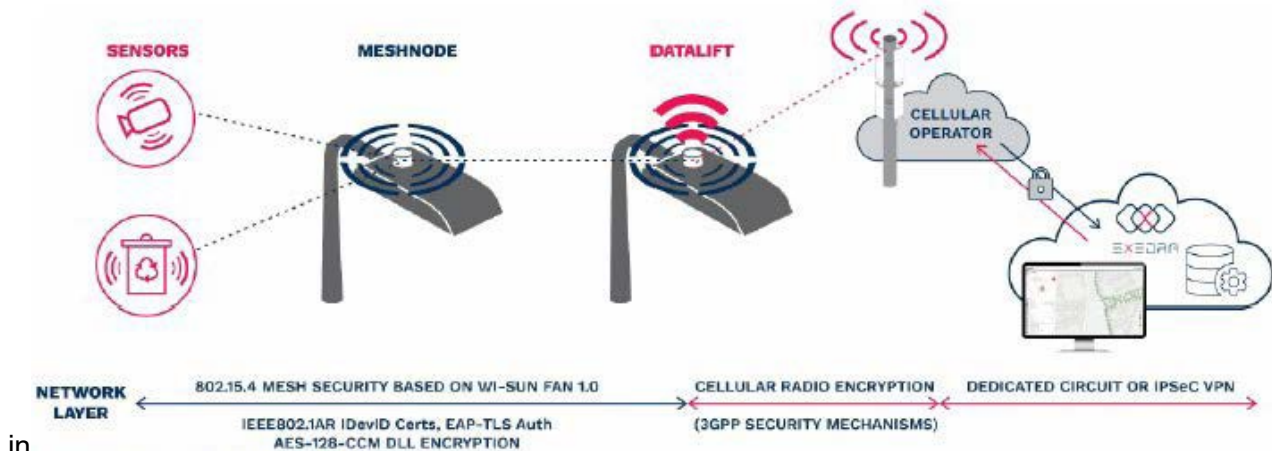 SENSORS
MESHNODE
DATALIFT
CELLULAR
OPERATOR
EXEDRA
NETWORK
LAYER
802.15.4 MESH SECURITY BASED ON WI-SUN FAN 1.0
IEEE802.1AR IDevID Certs, EAP-TLS Auth
AES-128-CCM DLL ENCRYPTION
CELLULAR RADIO ENCRYPTION
(3GPP SECURITY MECHANISMS)
DEDICATED CIRCUIT OR IPSeC VPN
in